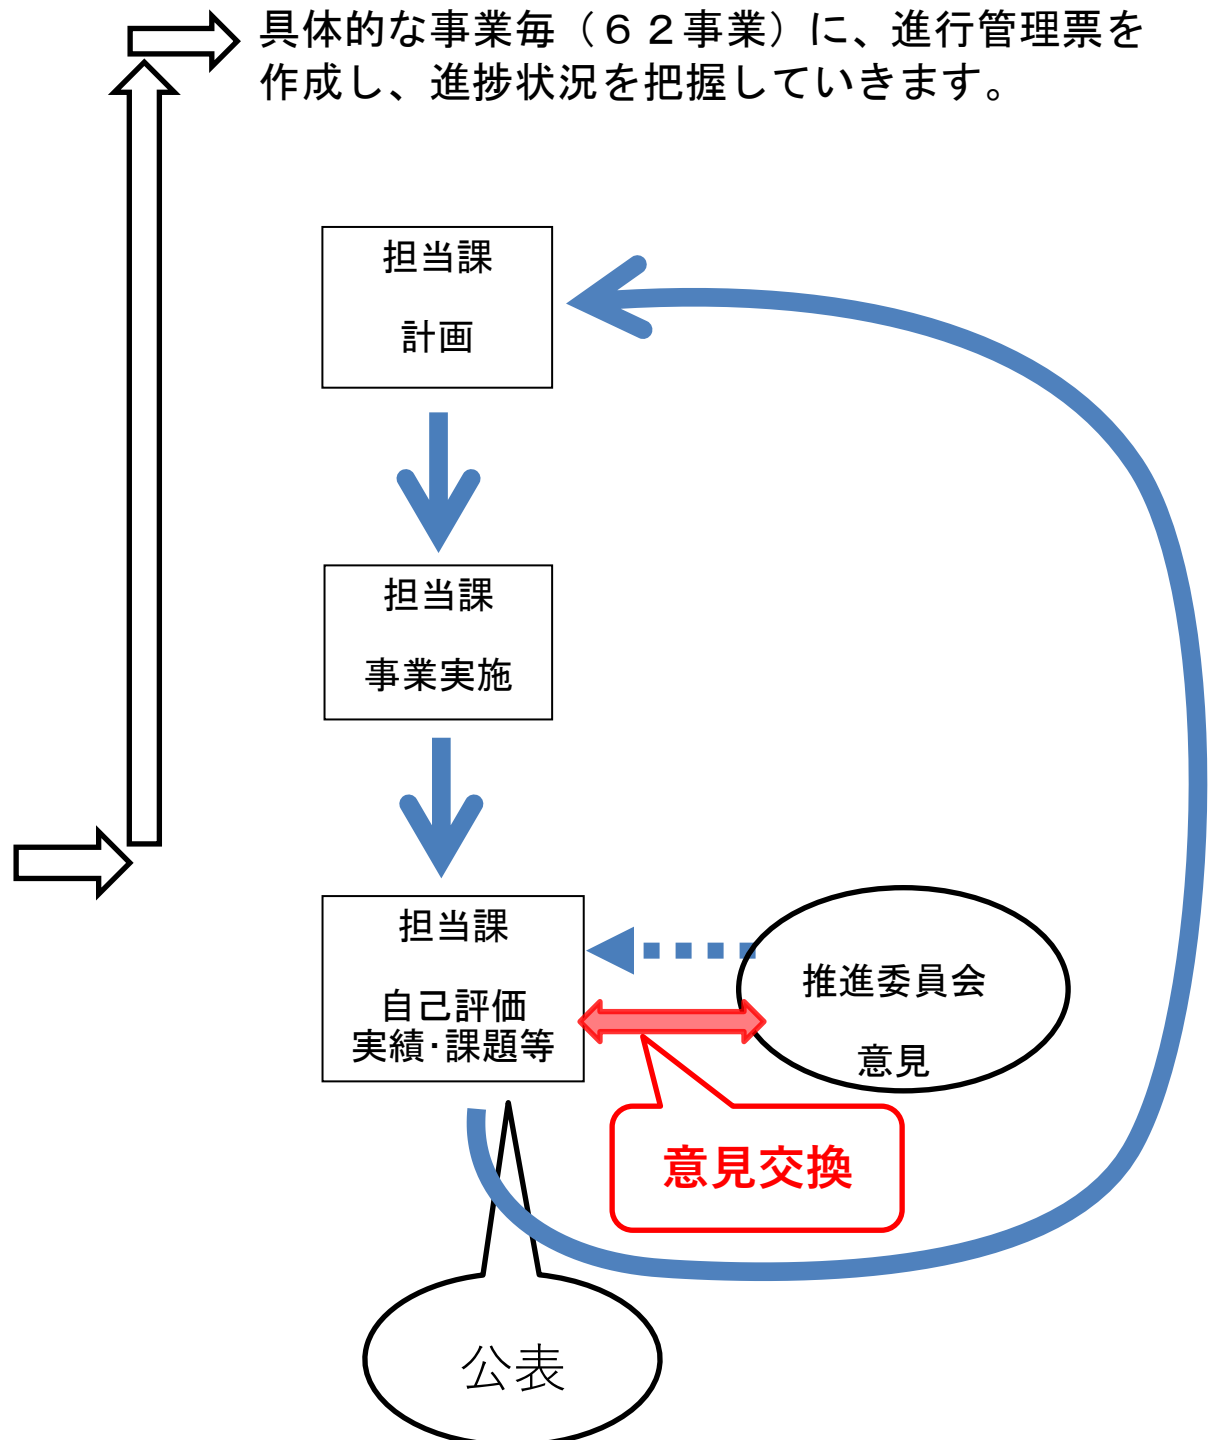 具体的な事業毎（６２事業）に、進行管理票を
作成し、進捗状況を把握していきます。
担当課
計画
担当課
事業実施
担当課
自己評価
実績・課題等
推進委員会
意見
意見交換
公表